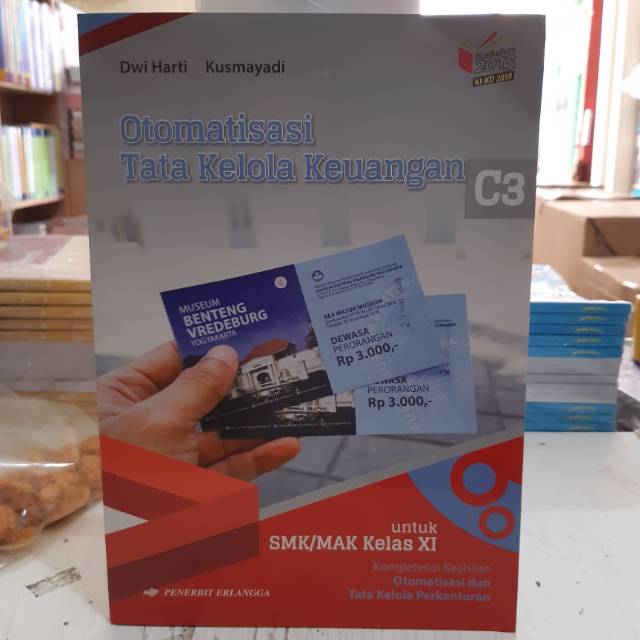 Dwi Harti | Kusmayadi
Kurikulum
2013
KI-KD 2018
Otomatisasi
Tata Kelola Keuangan
C3
MUSEUM
BENTENG
VREDEBURG
YOGYAKARTA
BEA MASUK MUSEUM
DEWASA
PERORANGAN
Rp 3.000,-
DEWASA
PERORANGAN
Rp 3.000,-
untuk
SMK/MAK Kelas XI
Kompetensi Keahlian
Otomatisasi dan
Tata Kelola Perkantoran
PENERBIT ERLANGGA